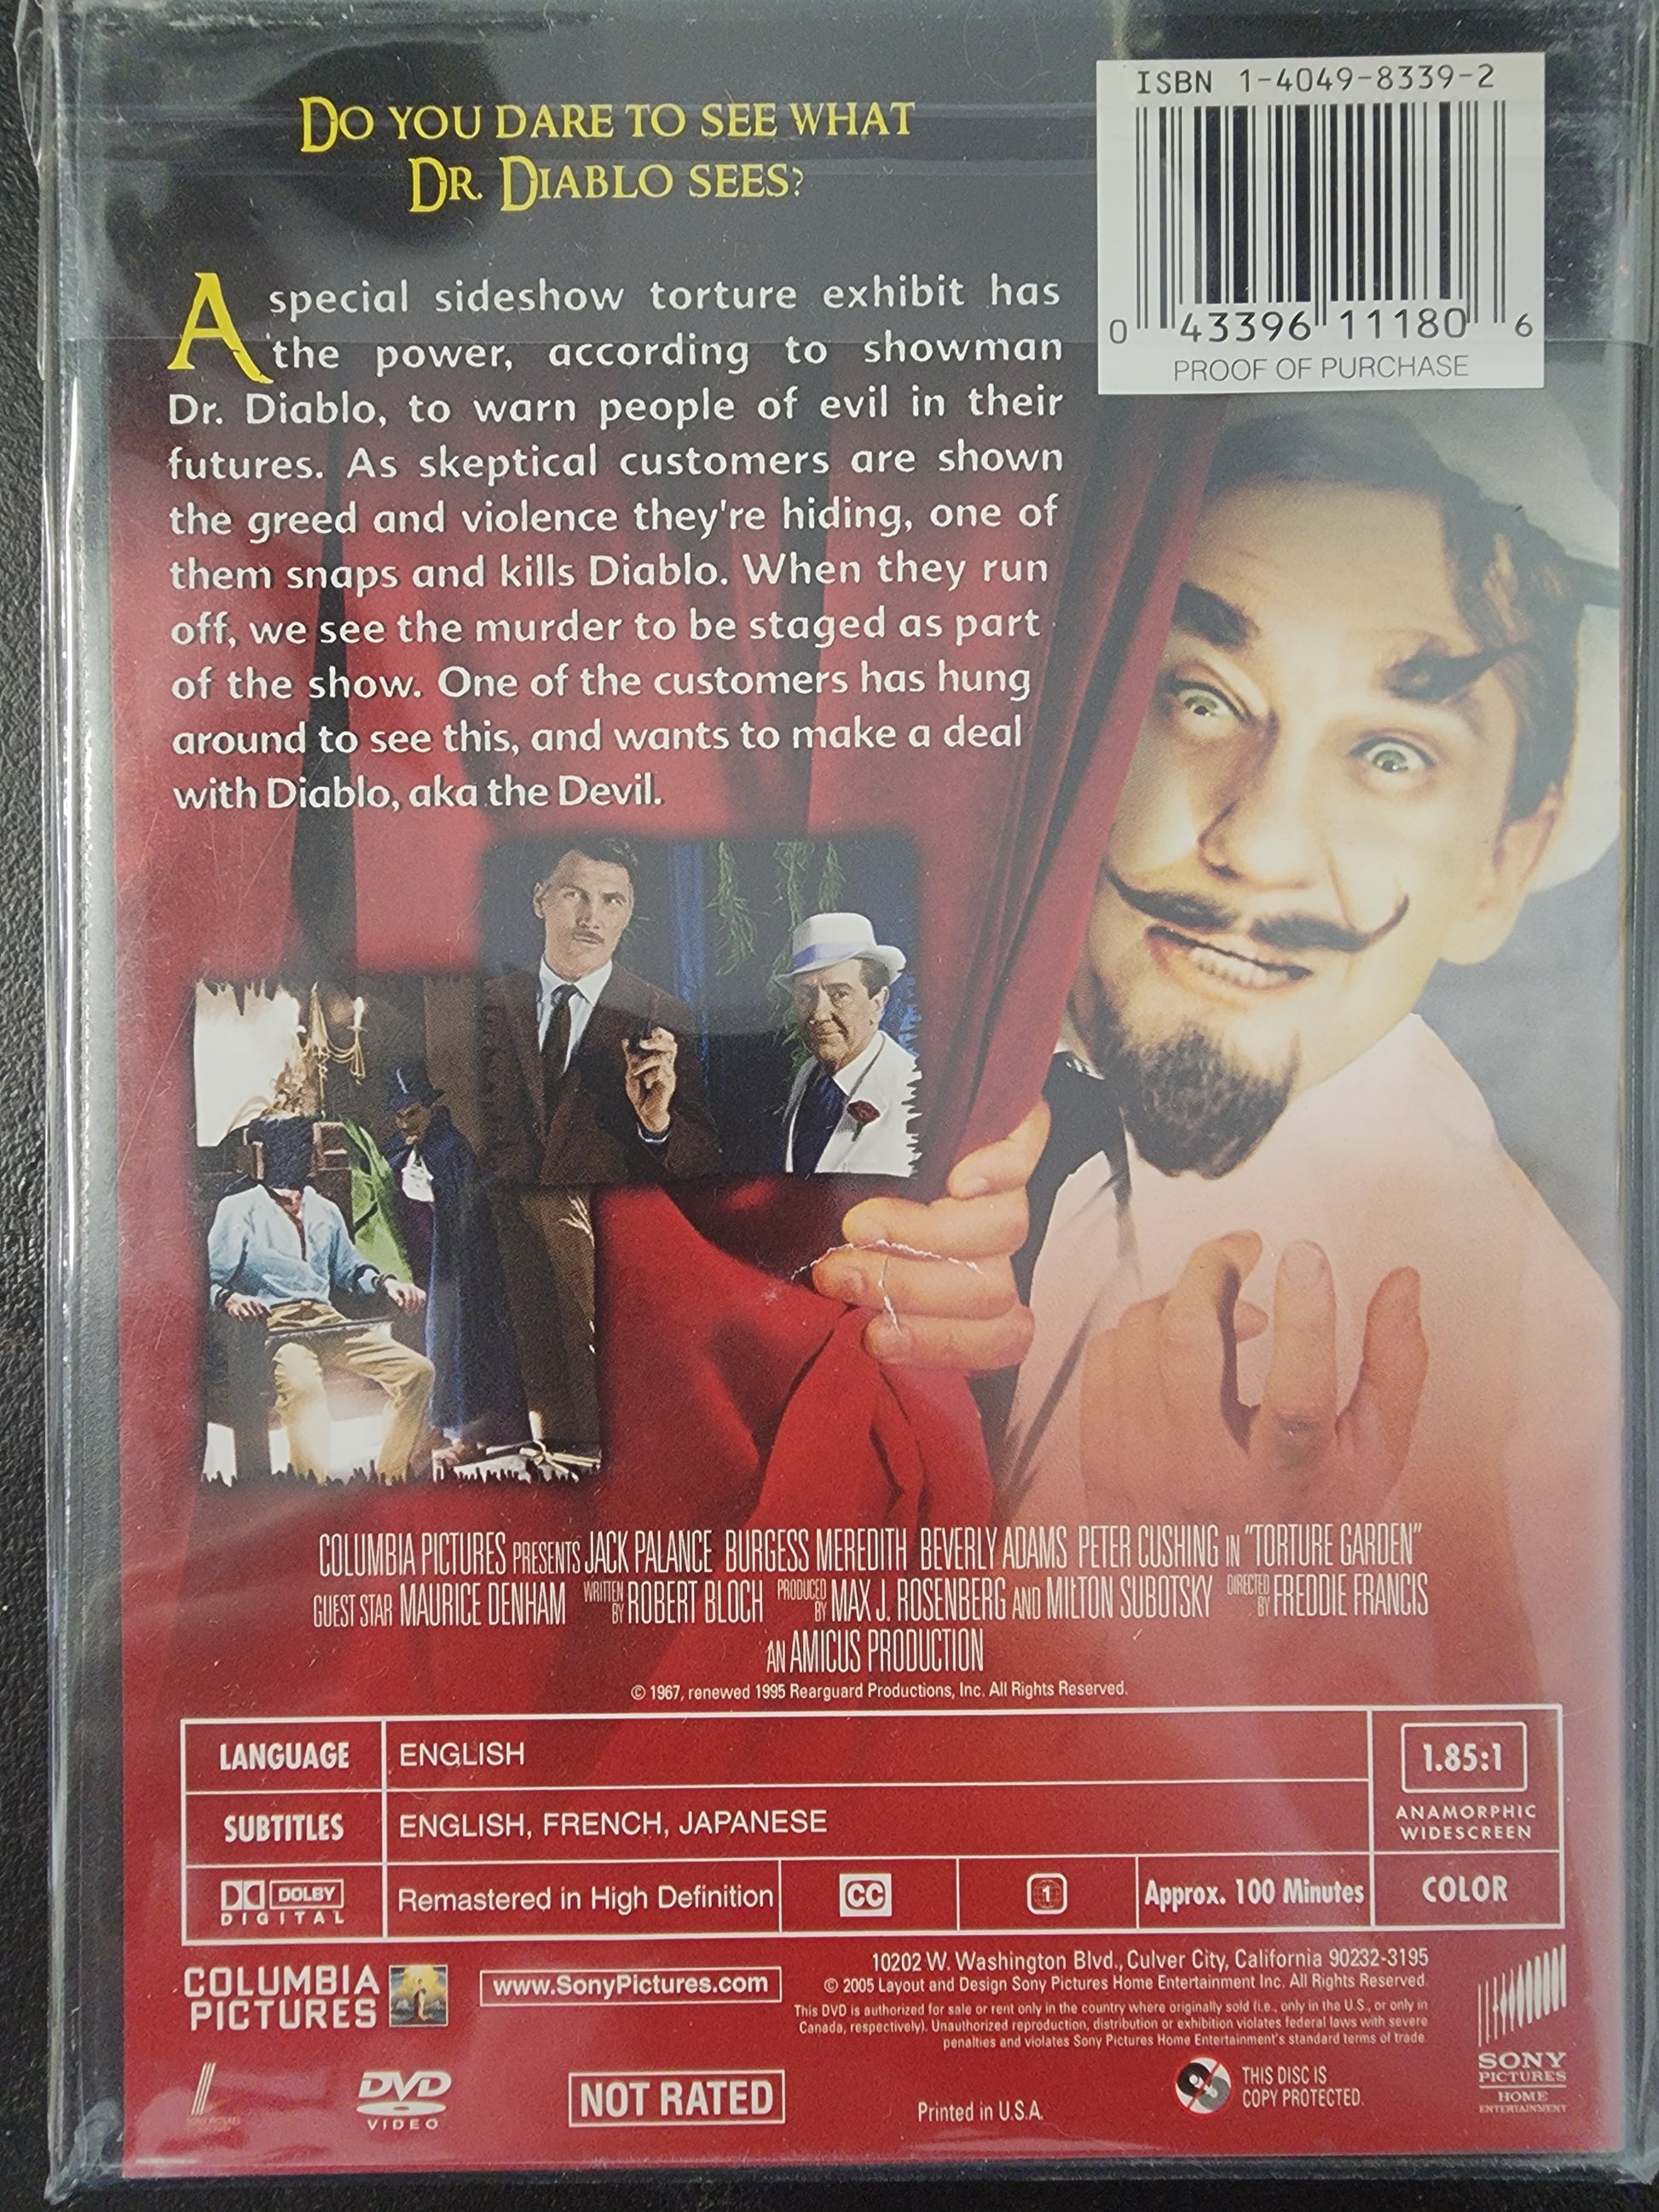 DO YOU DARE TO SEE WHAT
DR. DIABLO SEES?
ISBN 1-4049-8339-2
0 43396 11180 6
PROOF OF PURCHASE
A special sideshow torture exhibit has
the power, according to showman
Dr. Diablo, to warn people of evil in their
futures. As skeptical customers are shown
the greed and violence they're hiding, one of
them snaps and kills Diablo. When they run
off, we see the murder to be staged as part
of the show. One of the customers has hung
around to see this, and wants to make a deal
with Diablo, aka the Devil.
COLUMBIA PICTURES PRESENTS JACK PALANCE BURGESS MEREDITH BEVERLY ADAMS PETER CUSHING IN "TORTURE GARDEN"
GUEST STAR MAURICE DENHAM WRITTEN BY ROBERT BLOCH PRODUCED BY MAX J. ROSENBERG AND MILTON SUBOTSKY DIRECTED BY FREDDIE FRANCIS
AN AMICUS PRODUCTION
© 1967, renewed 1995 Rearguard Productions, Inc. All Rights Reserved.
LANGUAGE ENGLISH
1.85:1
SUBTITLES ENGLISH, FRENCH, JAPANESE
ANAMORPHIC
WIDESCREEN
DOLBY
DIGITAL
Remastered in High Definition CC 1 Approx. 100 Minutes COLOR
COLUMBIA
PICTURES
www.SonyPictures.com
10202 W. Washington Blvd., Culver City, California 90232-3195
© 2005 Layout and Design Sony Pictures Home Entertainment Inc. All Rights Reserved.
This DVD is authorized for sale or rent only in the country where originally sold (i.e., only in the U.S., or only in
Canada, respectively). Unauthorized reproduction, distribution or exhibition violates federal laws with severe
penalties and violates Sony Pictures Home Entertainment's standard terms of trade.
DVD
VIDEO
NOT RATED
Printed in U.S.A.
THIS DISC IS
COPY PROTECTED.
SONY
PICTURES
HOME
ENTERTAINMENT